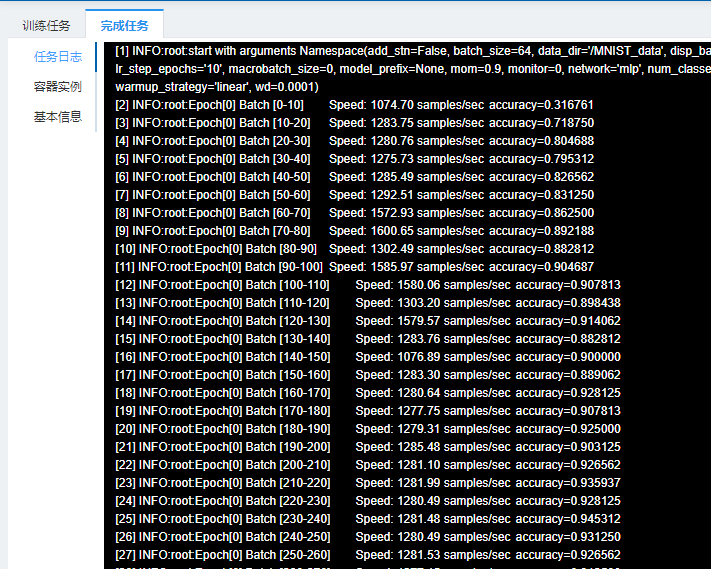 训练任务 完成任务
任务日志
容器实例
基本信息
[1] INFO:root:start with arguments Namespace(add_stn=False, batch_size=64, data_dir='/MNIST_data', disp_ba
lr_step_epochs='10', macrobatch_size=0, model_prefix=None, mom=0.9, monitor=0, network='mlp', num_classe
warmup_strategy='linear', wd=0.0001)
[2] INFO:root:Epoch[0] Batch [0-10] Speed: 1074.70 samples/sec accuracy=0.316761
[3] INFO:root:Epoch[0] Batch [10-20] Speed: 1283.75 samples/sec accuracy=0.718750
[4] INFO:root:Epoch[0] Batch [20-30] Speed: 1280.76 samples/sec accuracy=0.804688
[5] INFO:root:Epoch[0] Batch [30-40] Speed: 1275.73 samples/sec accuracy=0.795312
[6] INFO:root:Epoch[0] Batch [40-50] Speed: 1285.49 samples/sec accuracy=0.826562
[7] INFO:root:Epoch[0] Batch [50-60] Speed: 1292.51 samples/sec accuracy=0.831250
[8] INFO:root:Epoch[0] Batch [60-70] Speed: 1572.93 samples/sec accuracy=0.862500
[9] INFO:root:Epoch[0] Batch [70-80] Speed: 1600.65 samples/sec accuracy=0.892188
[10] INFO:root:Epoch[0] Batch [80-90] Speed: 1302.49 samples/sec accuracy=0.882812
[11] INFO:root:Epoch[0] Batch [90-100] Speed: 1585.97 samples/sec accuracy=0.904687
[12] INFO:root:Epoch[0] Batch [100-110] Speed: 1580.06 samples/sec accuracy=0.907813
[13] INFO:root:Epoch[0] Batch [110-120] Speed: 1303.20 samples/sec accuracy=0.898438
[14] INFO:root:Epoch[0] Batch [120-130] Speed: 1579.57 samples/sec accuracy=0.914062
[15] INFO:root:Epoch[0] Batch [130-140] Speed: 1283.76 samples/sec accuracy=0.882812
[16] INFO:root:Epoch[0] Batch [140-150] Speed: 1076.89 samples/sec accuracy=0.900000
[17] INFO:root:Epoch[0] Batch [150-160] Speed: 1283.30 samples/sec accuracy=0.889062
[18] INFO:root:Epoch[0] Batch [160-170] Speed: 1280.64 samples/sec accuracy=0.928125
[19] INFO:root:Epoch[0] Batch [170-180] Speed: 1277.75 samples/sec accuracy=0.907813
[20] INFO:root:Epoch[0] Batch [180-190] Speed: 1279.31 samples/sec accuracy=0.925000
[21] INFO:root:Epoch[0] Batch [190-200] Speed: 1285.48 samples/sec accuracy=0.903125
[22] INFO:root:Epoch[0] Batch [200-210] Speed: 1281.10 samples/sec accuracy=0.926562
[23] INFO:root:Epoch[0] Batch [210-220] Speed: 1281.99 samples/sec accuracy=0.935937
[24] INFO:root:Epoch[0] Batch [220-230] Speed: 1280.49 samples/sec accuracy=0.928125
[25] INFO:root:Epoch[0] Batch [230-240] Speed: 1281.48 samples/sec accuracy=0.945312
[26] INFO:root:Epoch[0] Batch [240-250] Speed: 1280.49 samples/sec accuracy=0.931250
[27] INFO:root:Epoch[0] Batch [250-260] Speed: 1281.53 samples/sec accuracy=0.926562